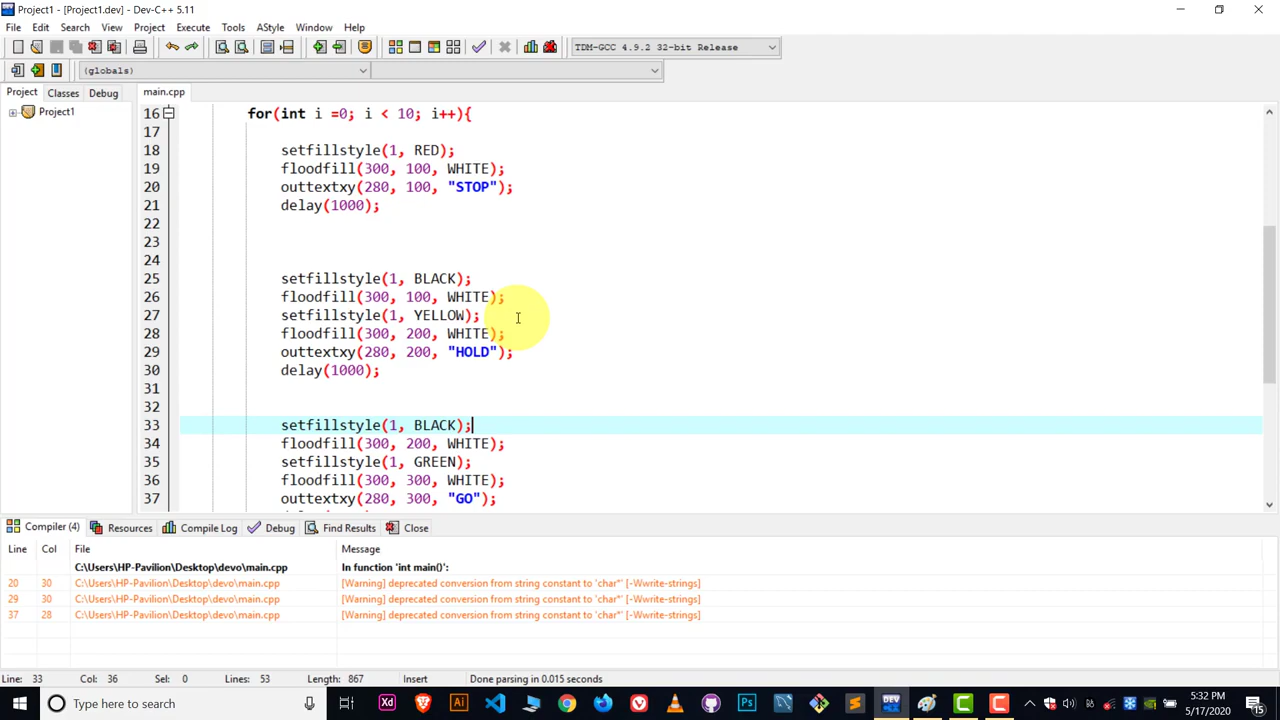 Project1 - [Project1.dev] - Dev-C++ 5.11
File Edit Search View Project Execute Tools AStyle Window Help
TDM-GCC 4.9.2 32-bit Release
(globals)
Project Classes Debug main.cpp
Project1
16 for(int i =0; i < 10; i++){
17
18 setfillstyle(1, RED);
19 floodfill(300, 100, WHITE);
20 outtextxy(280, 100, "STOP");
21 delay(1000);
22
23
24
25 setfillstyle(1, BLACK);
26 floodfill(300, 100, WHITE);
27 setfillstyle(1, YELLOW);
28 floodfill(300, 200, WHITE);
29 outtextxy(280, 200, "HOLD");
30 delay(1000);
31
32
33 setfillstyle(1, BLACK);
34 floodfill(300, 200, WHITE);
35 setfillstyle(1, GREEN);
36 floodfill(300, 300, WHITE);
37 outtextxy(280, 300, "GO");
Compiler (4) Resources Compile Log Debug Find Results Close
Line Col File Message
C:\Users\HP-Pavilion\Desktop\devo\main.cpp In function 'int main()':
20 30 C:\Users\HP-Pavilion\Desktop\devo\main.cpp [Warning] deprecated conversion from string constant to 'char*' [-Wwrite-strings]
29 30 C:\Users\HP-Pavilion\Desktop\devo\main.cpp [Warning] deprecated conversion from string constant to 'char*' [-Wwrite-strings]
37 28 C:\Users\HP-Pavilion\Desktop\devo\main.cpp [Warning] deprecated conversion from string constant to 'char*' [-Wwrite-strings]
Line: 33 Col: 36 Sel: 0 Lines: 53 Length: 867 Insert Done parsing in 0.015 seconds
Type here to search
Xd Ai Ps DEV
5:32 PM
5/17/2020
15